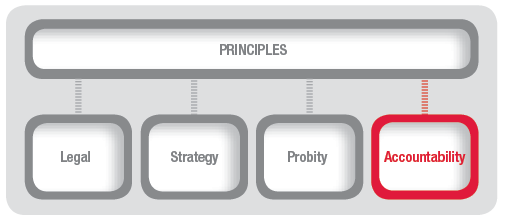 PRINCIPLES
Legal
Strategy
Probity
Accountability